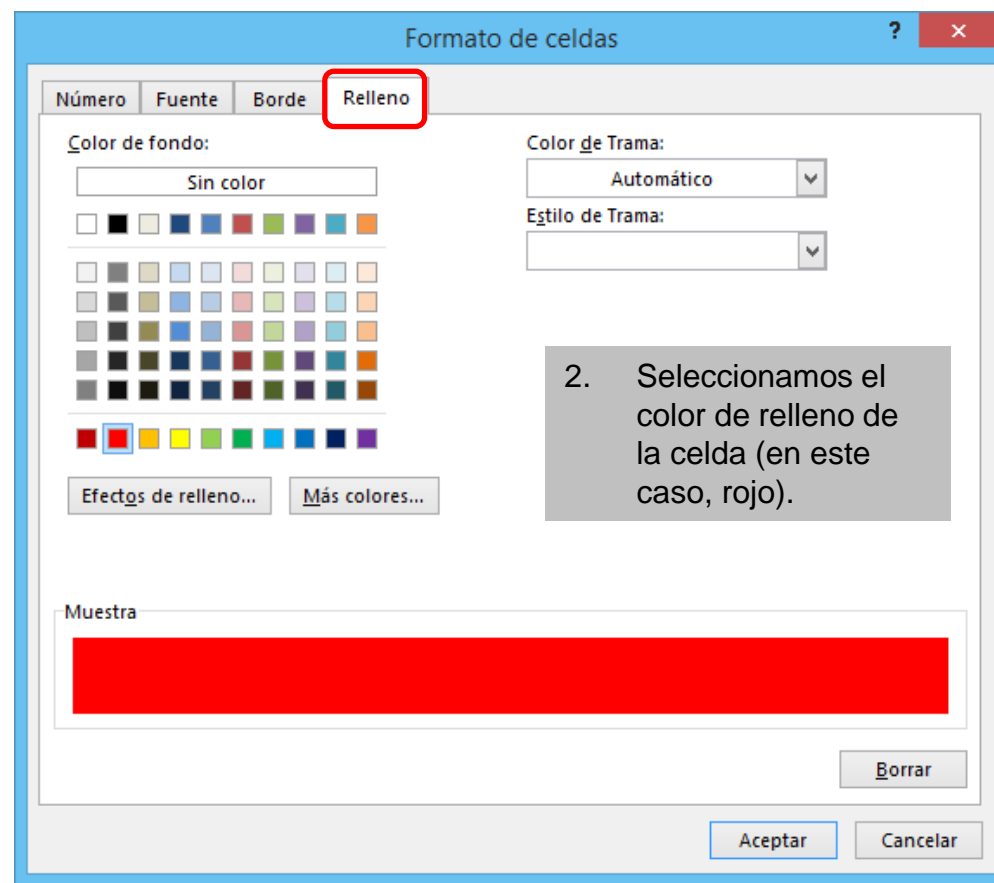 Formato de celdas
?
×
Número Fuente Borde Relleno
Color de fondo:
Sin color
Color de Trama:
Automático
Estilo de Trama:
2. Seleccionamos el
color de relleno de
la celda (en este
caso, rojo).
Efectos de relleno... Más colores...
Muestra
Borrar
Aceptar Cancelar